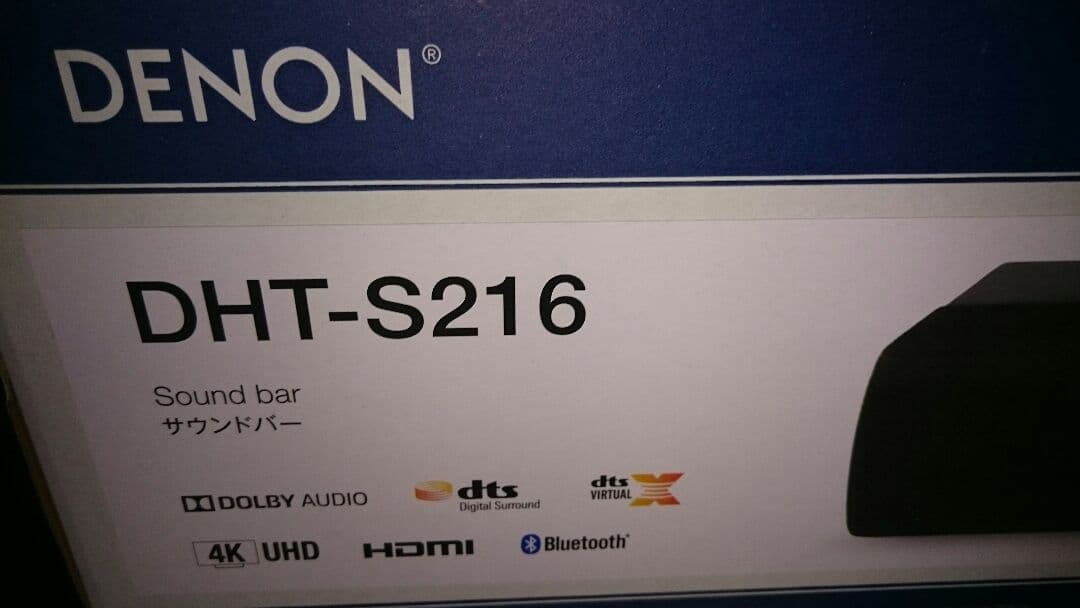 DENON®
DHT-S216
Sound bar
サウンドバー
DOLBY AUDIO
dts
Digital Surround
dts
VIRTUAL X
4K UHD
HDMI
Bluetooth®